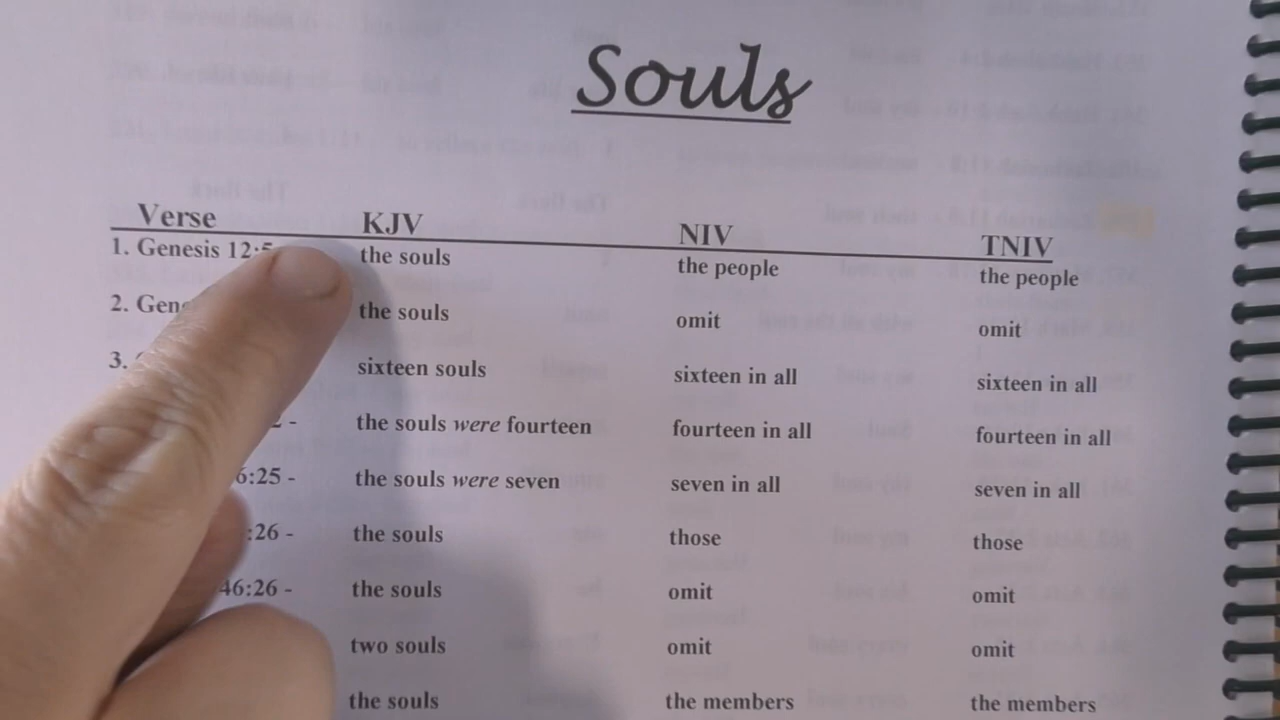 Souls
Verse KJV NIV TNIV
1. Genesis 12:5 the souls the people the people
2. the souls omit omit
3. sixteen souls sixteen in all sixteen in all
- the souls were fourteen fourteen in all fourteen in all
6:25 - the souls were seven seven in all seven in all
:26 - the souls those those
46:26 - the souls omit omit
two souls omit omit
the souls the members the members